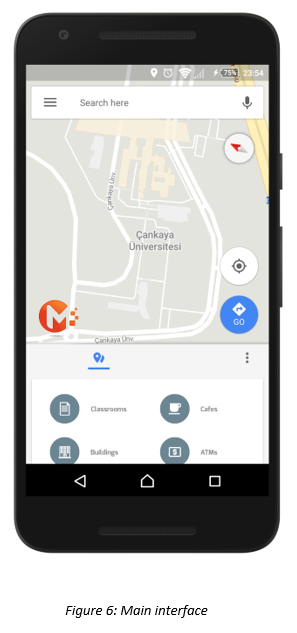 75% 23:54
Search here
Çankaya Ünv.
Çankaya
Üniversitesi
GO
Çankaya Ünv.
Classrooms
Cafes
Buildings
ATMs
Figure 6: Main interface